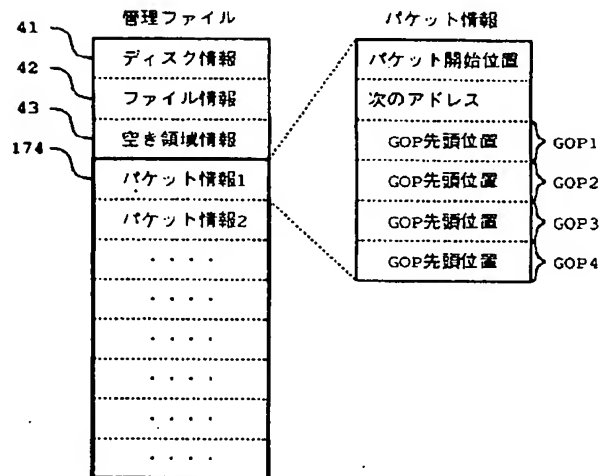 管理ファイル
41
ディスク情報
42
ファイル情報
43
空き領域情報
174
パケット情報1
パケット情報2
・・・・
・・・・
・・・・
・・・・
・・・・
・・・・
パケット情報
パケット開始位置
次のアドレス
GOP先頭位置 GOP1
GOP先頭位置 GOP2
GOP先頭位置 GOP3
GOP先頭位置 GOP4